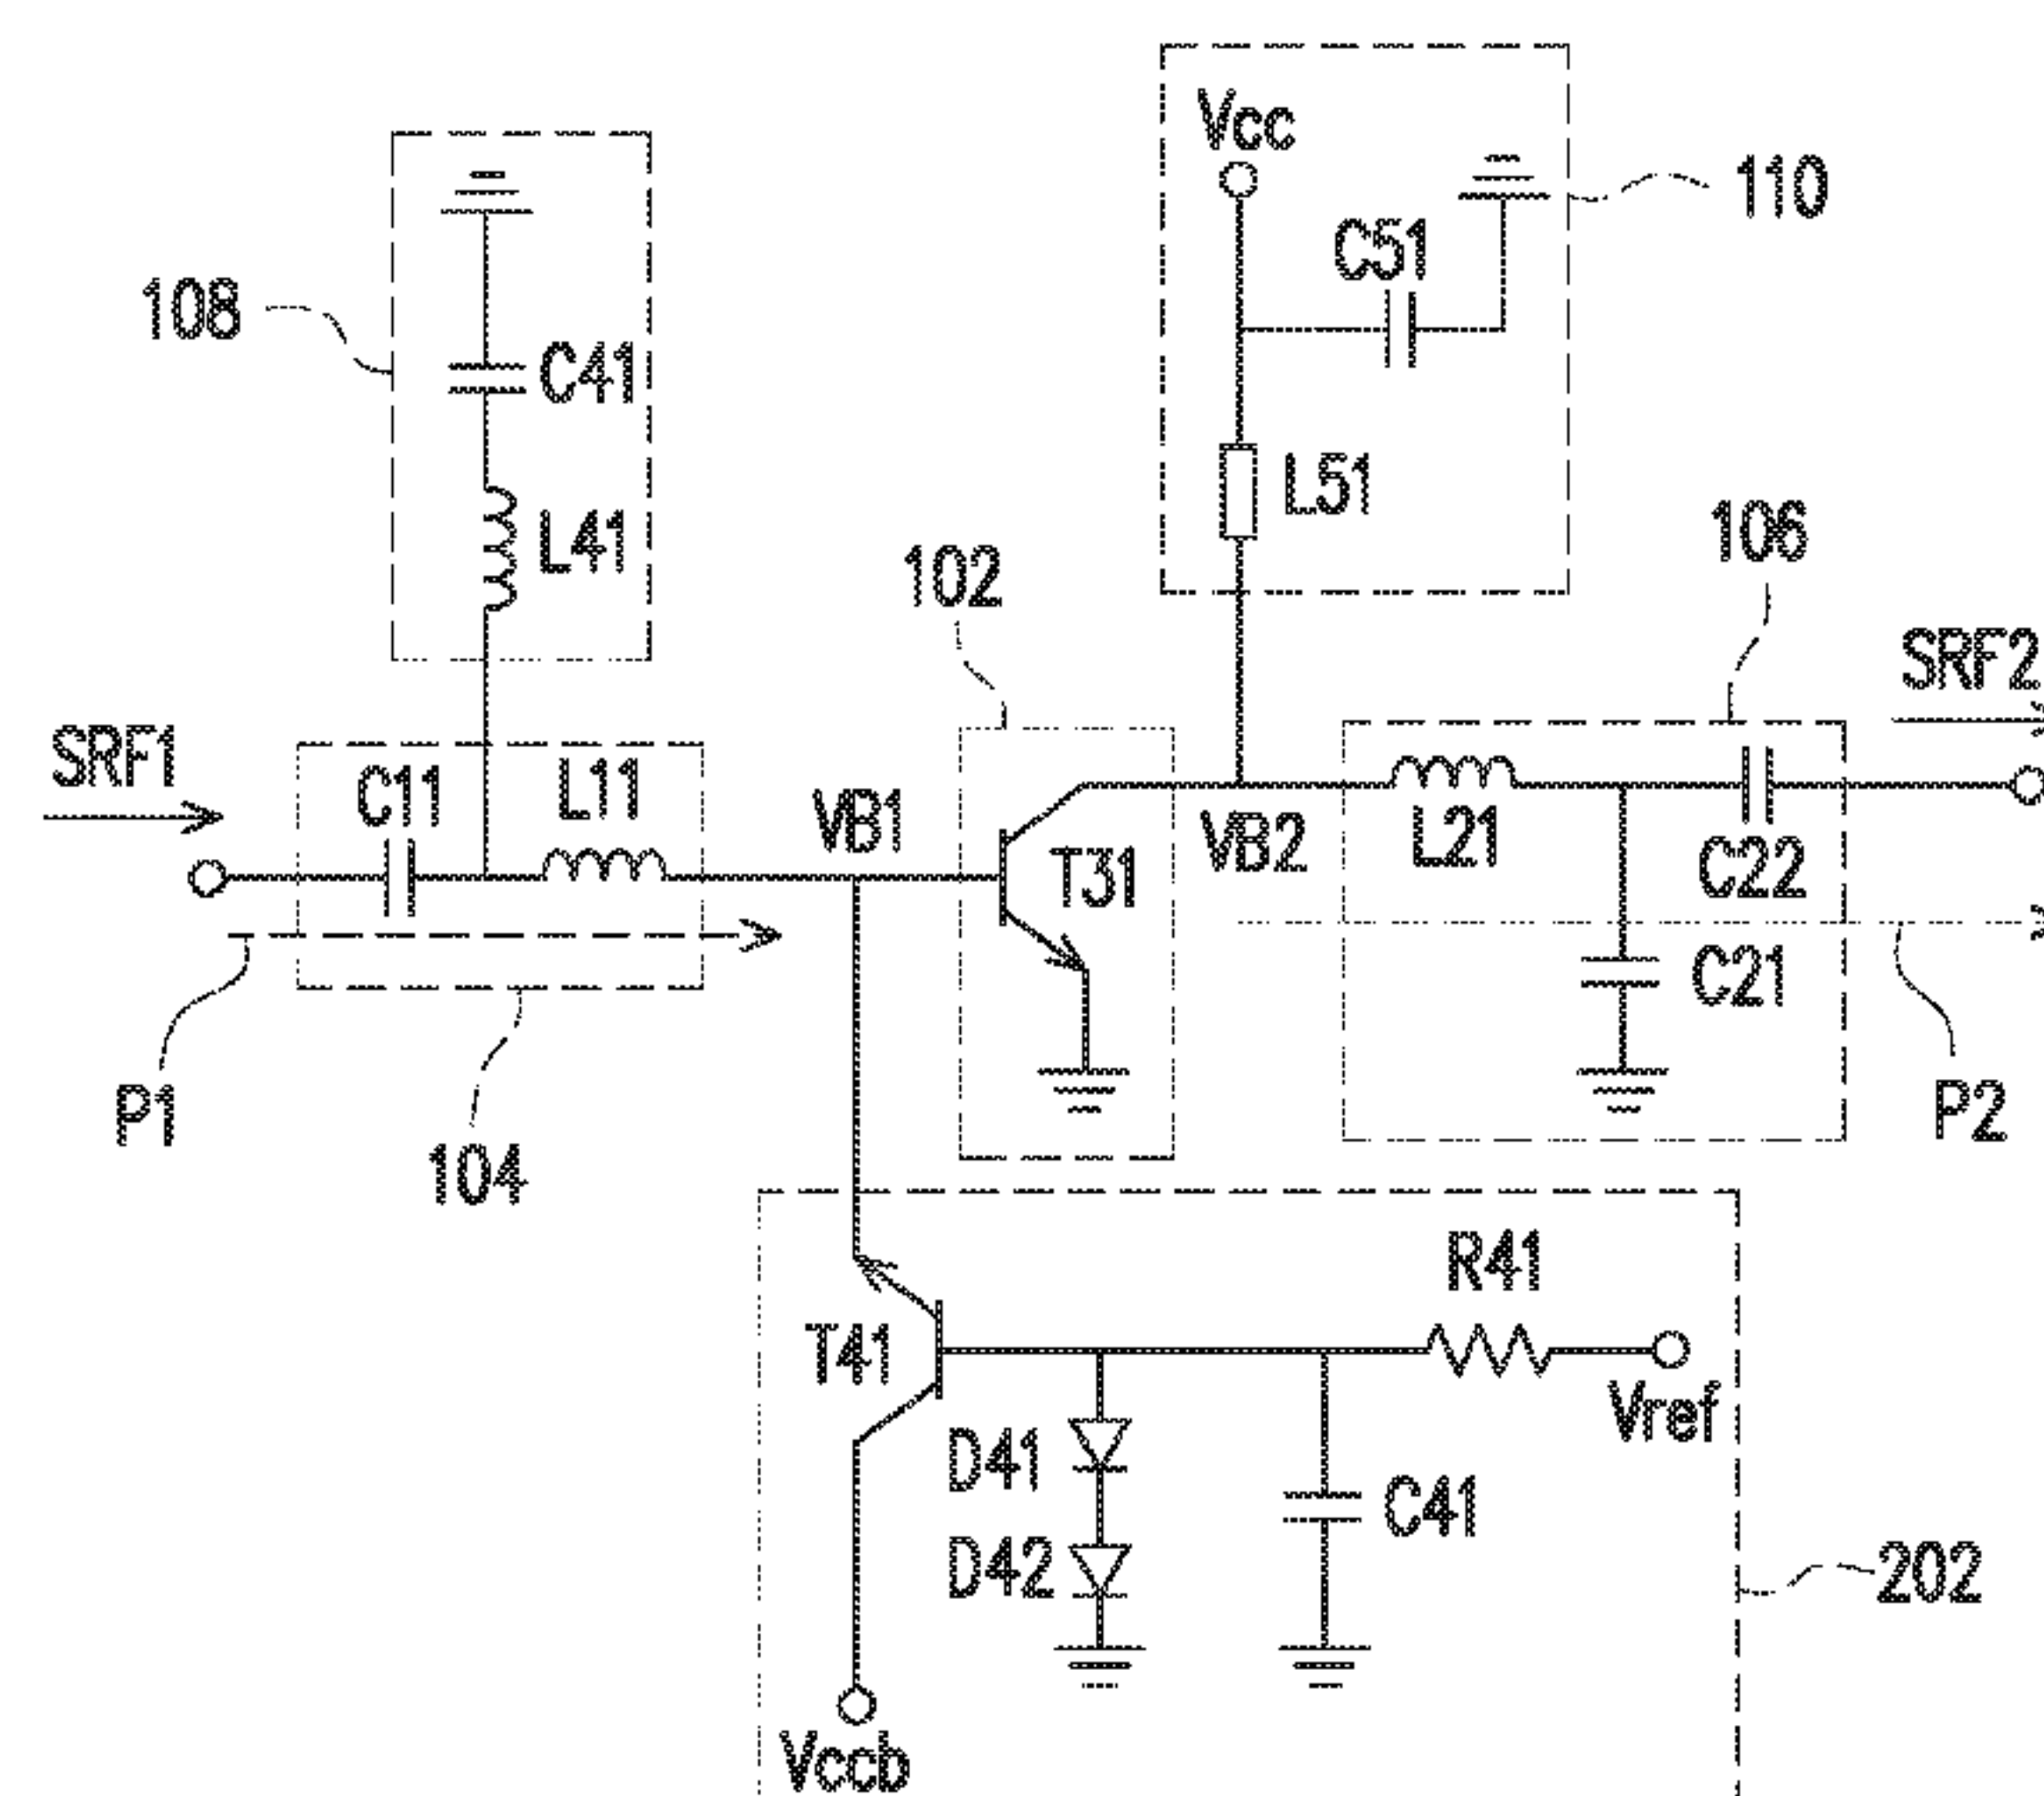 Vcc
110
C51
108
C41
L51
L41
106
102
SRF2
SRF1
C11
L11
VB1
VB2
L21
T31
C22
C21
P1
P2
104
R41
T41
Vref
D41
C41
D42
202
Vccb